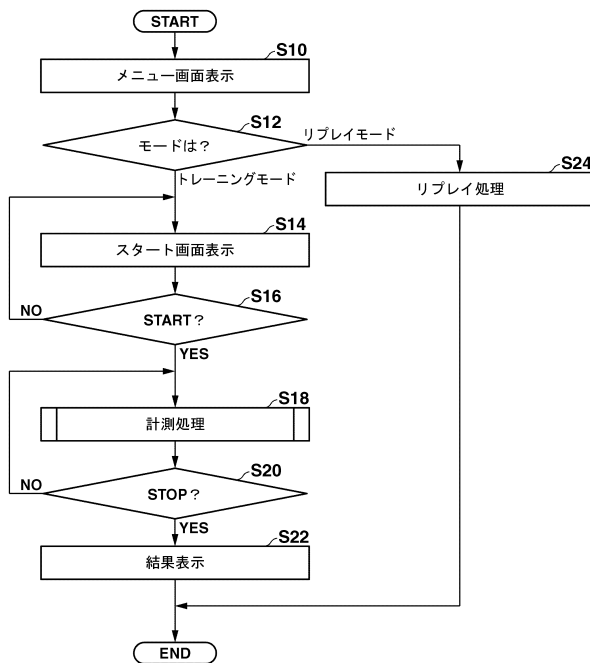 START
S10
メニュー画面表示
S12
モードは？
リプレイモード
トレーニングモード
S24
リプレイ処理
S14
スタート画面表示
S16
START？
NO
YES
S18
計測処理
S20
STOP？
NO
YES
S22
結果表示
END